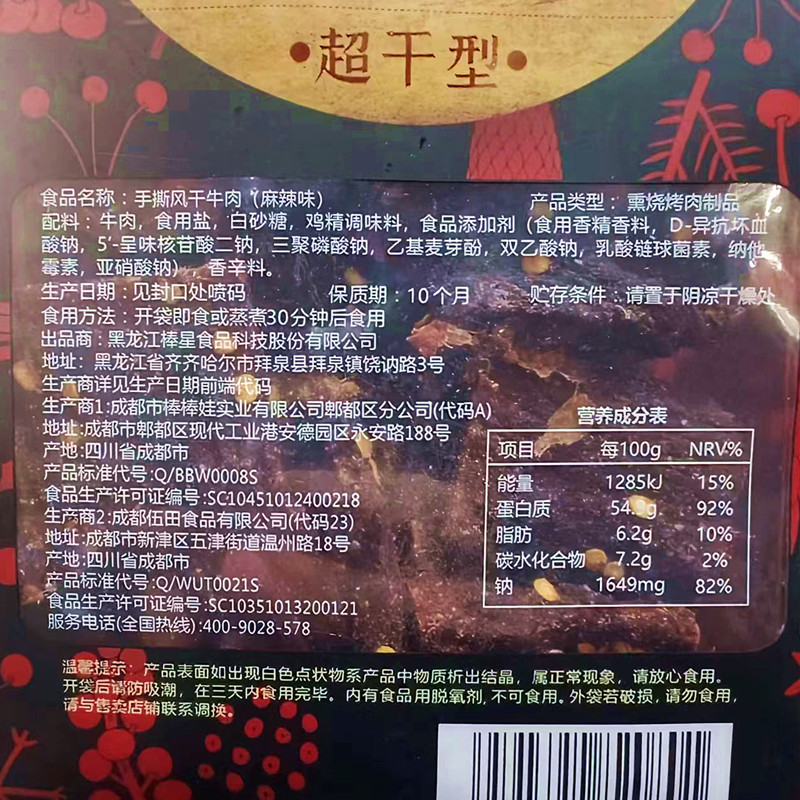 •超干型•
食品名称：手撕风干牛肉（麻辣味） 产品类型：熏烧烤肉制品
配料：牛肉，食用盐，白砂糖，鸡精调味料，食品添加剂（食用香精香料，D-异抗坏血
酸钠，5'-呈味核苷酸二钠，三聚磷酸钠，乙基麦芽酚，双乙酸钠，乳酸链球菌素，纳他
霉素，亚硝酸钠），香辛料。
生产日期：见封口处喷码 保质期：10个月 贮存条件：请置于阴凉干燥处
食用方法：开袋即食或蒸煮30分钟后食用
出品商：黑龙江棒星食品科技股份有限公司
地址：黑龙江省齐齐哈尔市拜泉县拜泉镇饶讷路3号
生产商详见生产日期前端代码
生产商1:成都市棒棒娃实业有限公司郫都区分公司(代码A)
地址:成都市郫都区现代工业港安德园区永安路188号
产地:四川省成都市
产品标准代号:Q/BBW0008S
食品生产许可证编号:SC10451012400218
生产商2:成都伍田食品有限公司(代码23)
地址:成都市新津区五津街道温州路18号
产地:四川省成都市
产品标准代号:Q/WUT0021S
食品生产许可证编号:SC10351013200121
服务电话(全国热线):400-9028-578
营养成分表
项目 每100g NRV%
能量 1285kJ 15%
蛋白质 92%
脂肪 6.2g 10%
碳水化合物 7.2g 2%
钠 1649mg 82%
温馨提示：产品表面如出现白色点状物系产品中物质析出结晶，属正常现象，请放心食用。
开袋后请防吸潮，在三天内食用完毕。内有食品用脱氧剂，不可食用。外袋若破损，请勿食用，
请与售卖店铺联系调换。